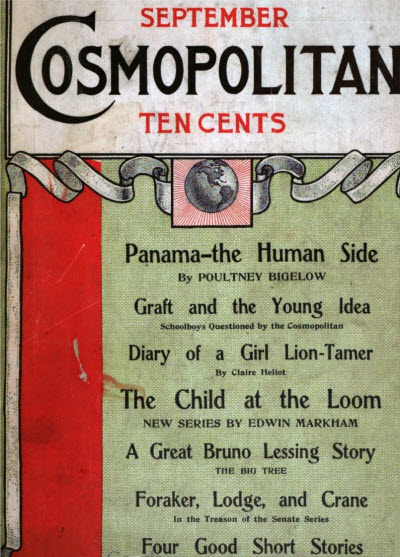 SEPTEMBER
COSMOPOLITAN
TEN CENTS
Panama-the Human Side
By POULTNEY BIGELOW
Graft and the Young Idea
Schoolboys Questioned by the Cosmopolitan
Diary of a Girl Lion-Tamer
By Claire Heliot
The Child at the Loom
NEW SERIES BY EDWIN MARKHAM
A Great Bruno Lessing Story
THE BIG TREE
Foraker, Lodge, and Crane
In the Treason of the Senate Series
Four Good Short Stories